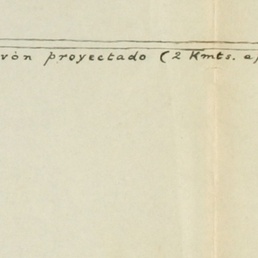 vón proyectado (2 Kmts. a